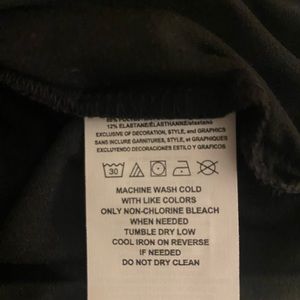 12% ELASTANE/ÉLASTHANNE/elastano
EXCLUSIVE OF DECORATION, STYLE, and GRAPHICS
SANS INCLURE GARNITURES, STYLE, et GRAPHIQUES
EXCLUYENDO DECORACIONES ESTILO Y GRAFICOS
30
MACHINE WASH COLD
WITH LIKE COLORS
ONLY NON-CHLORINE BLEACH
WHEN NEEDED
TUMBLE DRY LOW
COOL IRON ON REVERSE
IF NEEDED
DO NOT DRY CLEAN